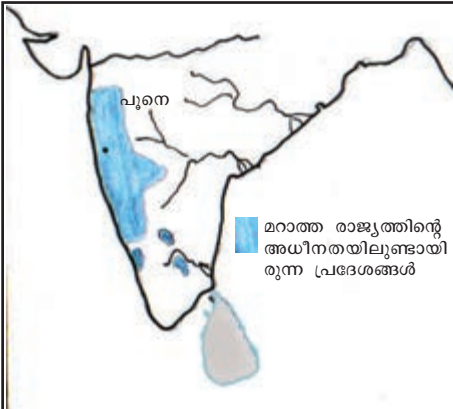 പൂനെ
മറാത്ത രാജ്യത്തിന്റെ
അധീനതയിലുണ്ടായി
രുന്ന പ്രദേശങ്ങൾ